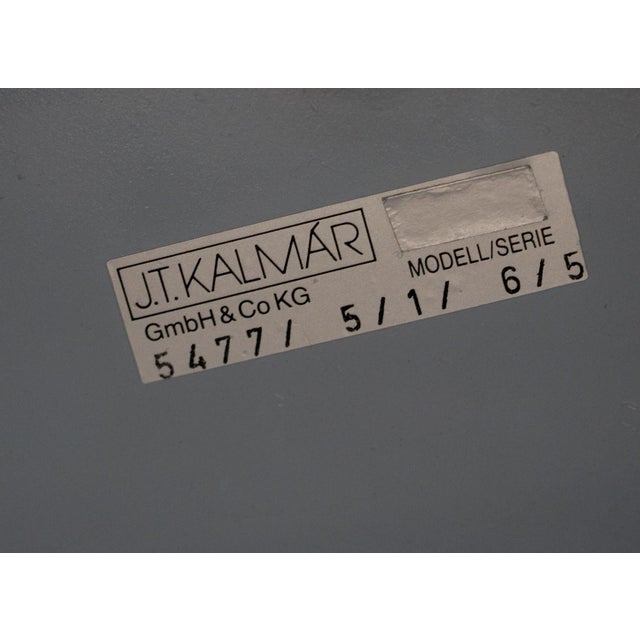 J.T. KALMÁR
GmbH & Co KG
MODELL/SERIE
5477/ 5/1/ 6/5